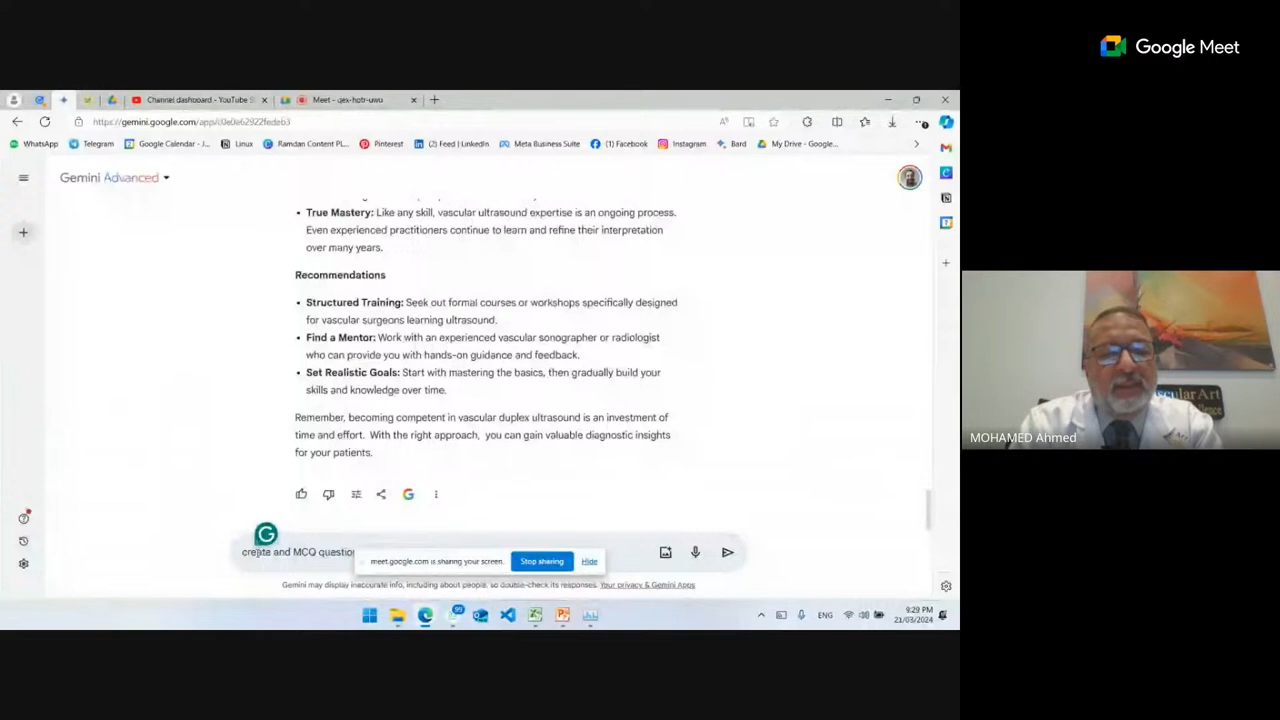 Google Meet
Channel dashboard - YouTube S
Meet - qex-hptr-uwu
WhatsApp
Telegram
Google Calendar - J...
Linux
Ramdan Content PL...
Pinterest
(2) Feed | LinkedIn
Meta Business Suite
(1) Facebook
Instagram
Bard
My Drive - Google...
Gemini Advanced
• True Mastery: Like any skill, vascular ultrasound expertise is an ongoing process.
Even experienced practitioners continue to learn and refine their interpretation
over many years.
Recommendations
• Structured Training: Seek out formal courses or workshops specifically designed
for vascular surgeons learning ultrasound.
• Find a Mentor: Work with an experienced vascular sonographer or radiologist
who can provide you with hands-on guidance and feedback.
• Set Realistic Goals: Start with mastering the basics, then gradually build your
skills and knowledge over time.
Remember, becoming competent in vascular duplex ultrasound is an investment of
time and effort. With the right approach, you can gain valuable diagnostic insights
for your patients.
create and MCQ question
meet.google.com is sharing your screen.
Stop sharing
Hide
Gemini may display inaccurate info, including about people, so double-check its responses. Your privacy & Gemini Apps
ENG
9:29 PM
21/03/2024
MOHAMED Ahmed